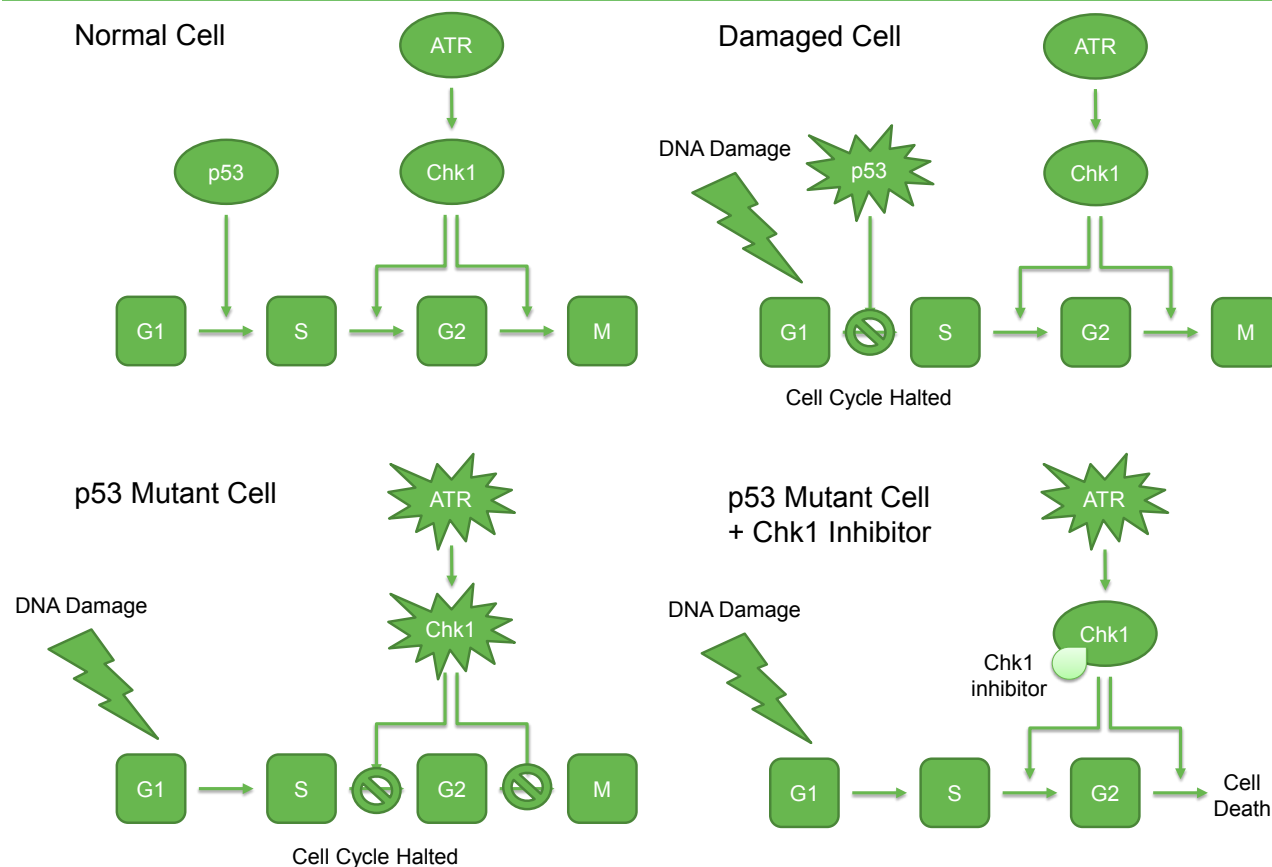 Normal Cell
ATR
p53
Chk1
G1
S
G2
M
Damaged Cell
ATR
DNA Damage
p53
Chk1
G1
S
G2
M
Cell Cycle Halted
p53 Mutant Cell
ATR
DNA Damage
Chk1
G1
S
G2
M
Cell Cycle Halted
p53 Mutant Cell
+ Chk1 Inhibitor
ATR
DNA Damage
Chk1
Chk1
inhibitor
G1
S
G2
Cell
Death